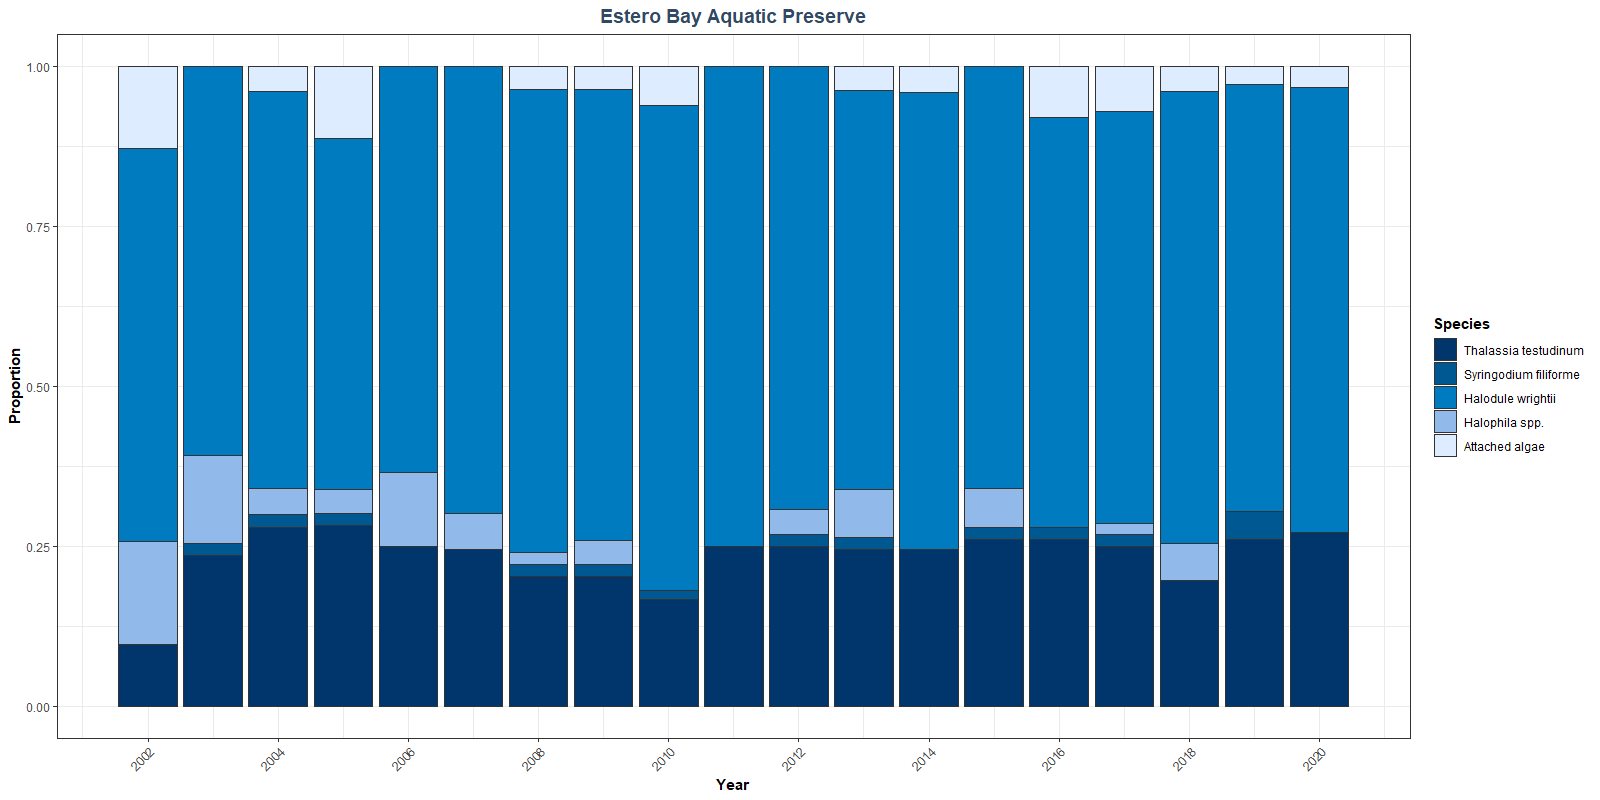 Estero Bay Aquatic Preserve
1.00
0.75
0.50
0.25
0.00
Proportion
2002
2004
2006
2008
2010
2012
2014
2016
2018
2020
Year
Species
Thalassia testudinum
Syringodium filiforme
Halodule wrightii
Halophila spp.
Attached algae